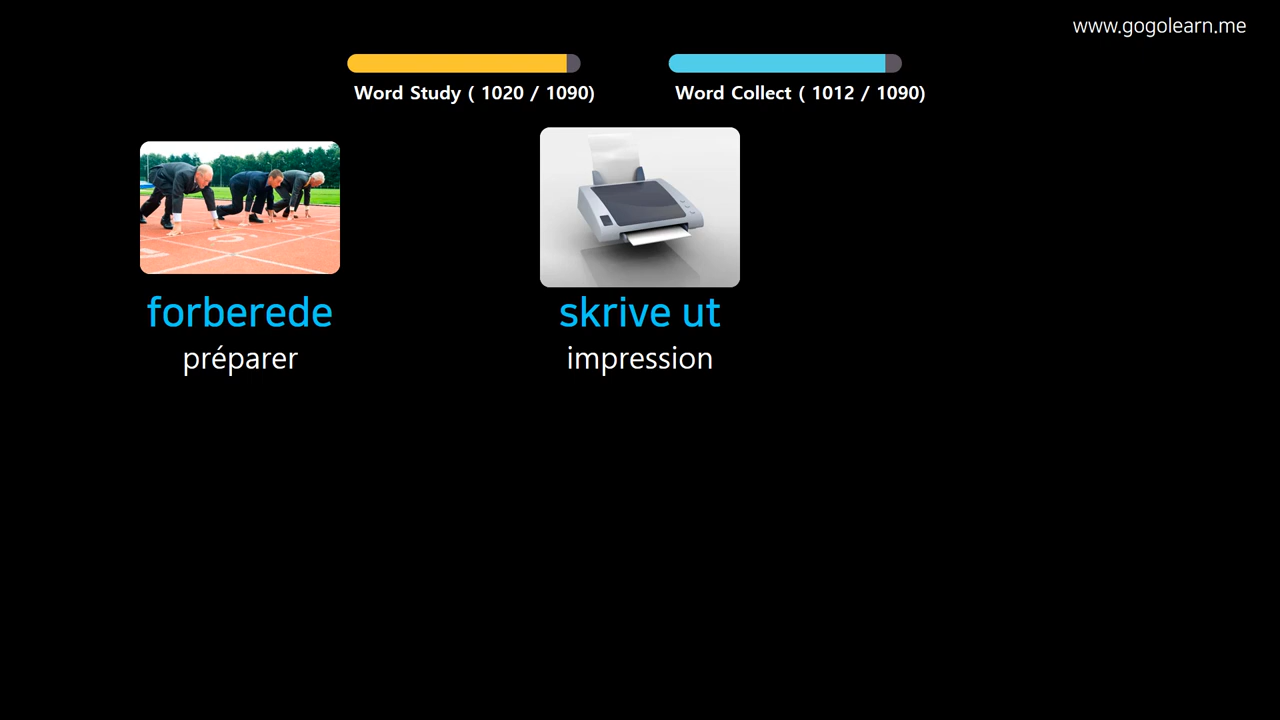 www.gogolearn.me
Word Study ( 1020 / 1090)
Word Collect ( 1012 / 1090)
forberede
préparer
skrive ut
impression